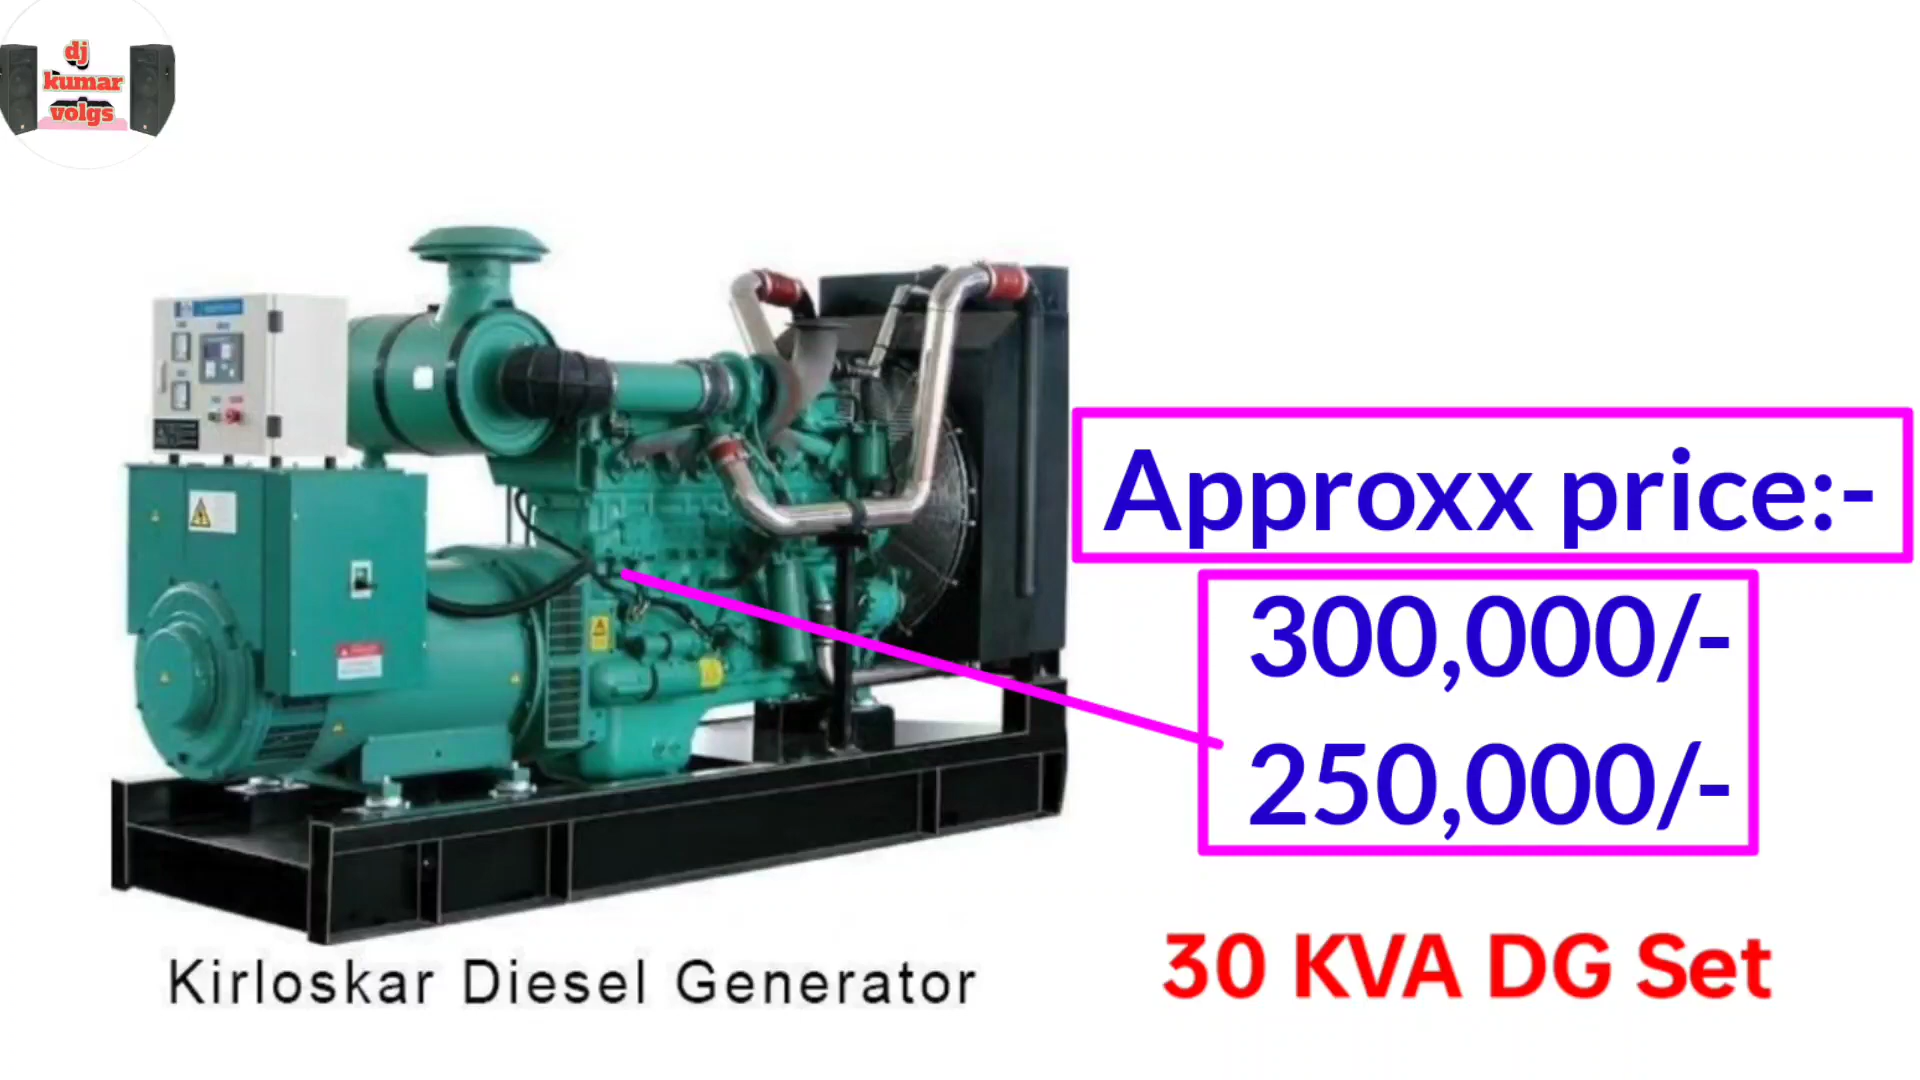 dj
kumar
volgs
Approxx price:-
300,000/-
250,000/-
Kirloskar Diesel Generator
30 KVA DG Set